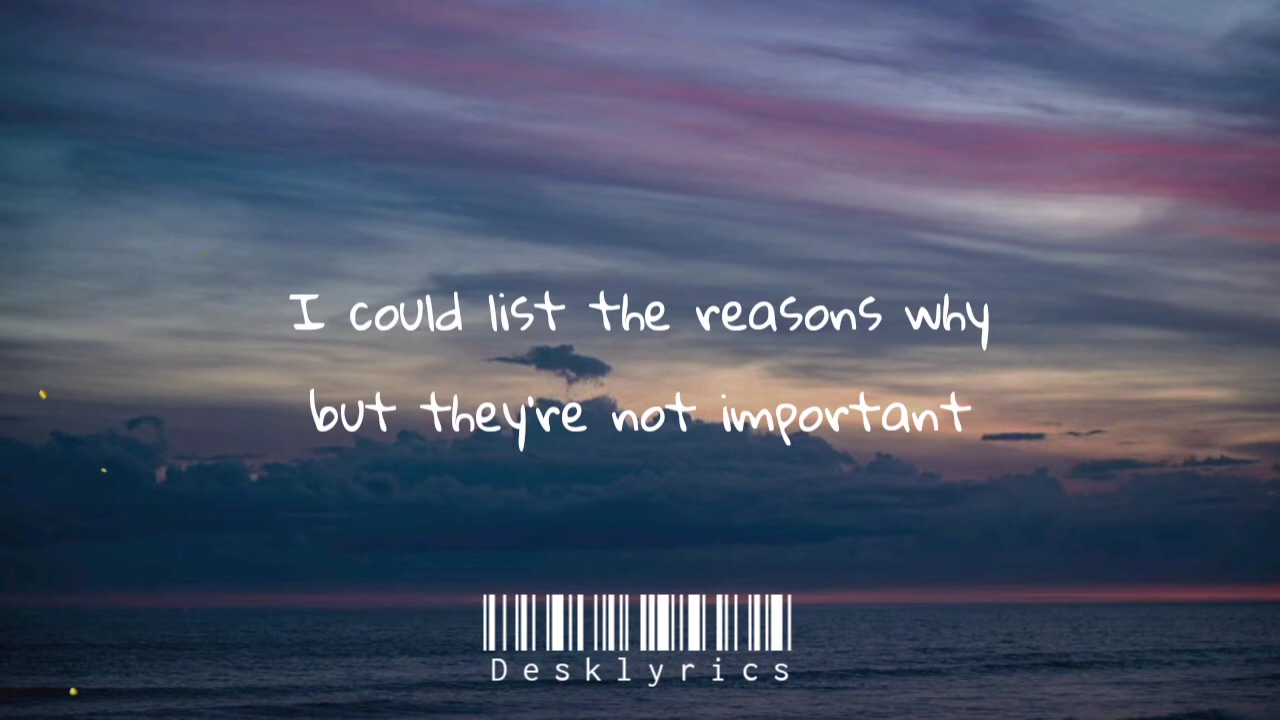 I could list the reasons why
but they're not important
Desklyrics